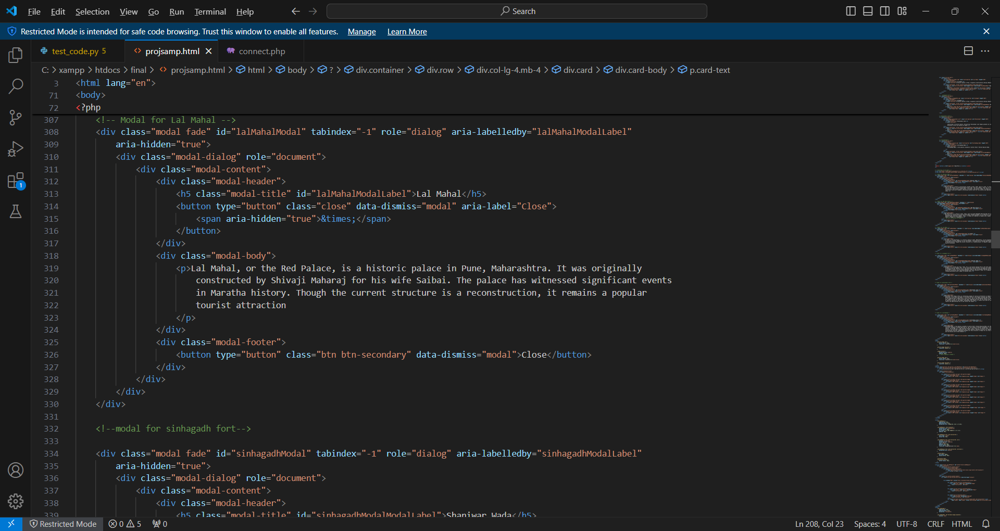 File Edit Selection View Go Run Terminal Help Search
Restricted Mode is intended for safe code browsing. Trust this window to enable all features. Manage Learn More
test_code.py 5 projsamp.html connect.php
C: > xampp > htdocs > final > projsamp.html > html > body > ? > div.container > div.row > div.col-lg-4.mb-4 > div.card > div.card-body > p.card-text
3 <html lang="en">
71 <body>
72 <?php
307 <!-- Modal for Lal Mahal -->
308 <div class="modal fade" id="lalMahalModal" tabindex="-1" role="dialog" aria-labelledby="lalMahalModalLabel"
309 aria-hidden="true">
310 <div class="modal-dialog" role="document">
311 <div class="modal-content">
312 <div class="modal-header">
313 <h5 class="modal-title" id="lalMahalModalLabel">Lal Mahal</h5>
314 <button type="button" class="close" data-dismiss="modal" aria-label="Close">
315 <span aria-hidden="true">&times;</span>
316 </button>
317 </div>
318 <div class="modal-body">
319 <p>Lal Mahal, or the Red Palace, is a historic palace in Pune, Maharashtra. It was originally
320 constructed by Shivaji Maharaj for his wife Saibai. The palace has witnessed significant events
321 in Maratha history. Though the current structure is a reconstruction, it remains a popular
322 tourist attraction
323 </p>
324 </div>
325 <div class="modal-footer">
326 <button type="button" class="btn btn-secondary" data-dismiss="modal">Close</button>
327 </div>
328 </div>
329 </div>
330 </div>
331
332 <!--modal for sinhagadh fort-->
333
334 <div class="modal fade" id="sinhagadhModal" tabindex="-1" role="dialog" aria-labelledby="sinhagadhModalLabel"
335 aria-hidden="true">
336 <div class="modal-dialog" role="document">
337 <div class="modal-content">
338 <div class="modal-header">
339 <h5 class="modal-title" id="sinhagadhModalModalLabel">Shaniwar Wada</h5>
1
Restricted Mode 0 5 0 Ln 208, Col 23 Spaces: 4 UTF-8 CRLF HTML